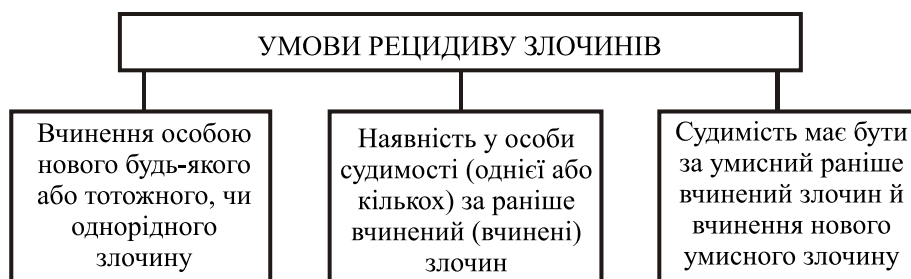 УМОВИ РЕЦИДИВУ ЗЛОЧИНІВ
Вчинення особою
нового будь-якого
або тотожного, чи
однорідного
злочину
Наявність у особи
судимості (однієї або
кількох) за раніше
вчинений (вчинені)
злочин
Судимість має бути
за умисний раніше
вчинений злочин й
вчинення нового
умисного злочину